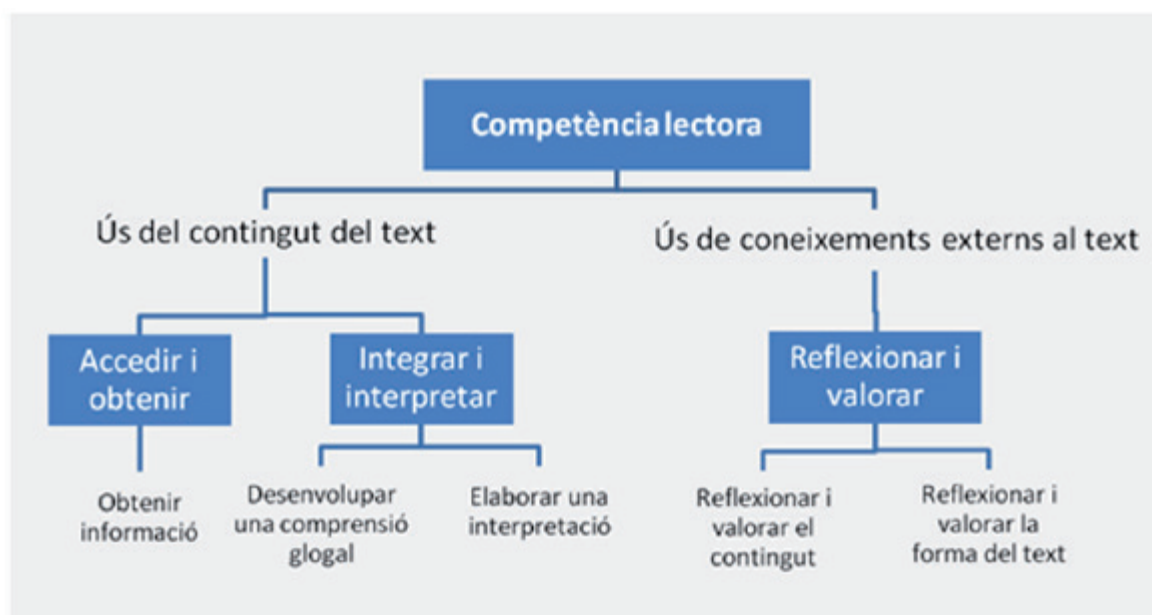 Competència lectora
Ús del contingut del text
Ús de coneixements externs al text
Accedir i
obtenir
Integrar i
interpretar
Reflexionar i
valorar
Obtenir
informació
Desenvolupar
una comprensió
glogal
Elaborar una
interpretació
Reflexionar i
valorar el
contingut
Reflexionar i
valorar la
forma del text